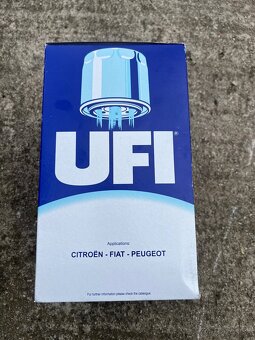 UFI®
Applications:
CITROËN - FIAT - PEUGEOT
For further information please check the catalogue